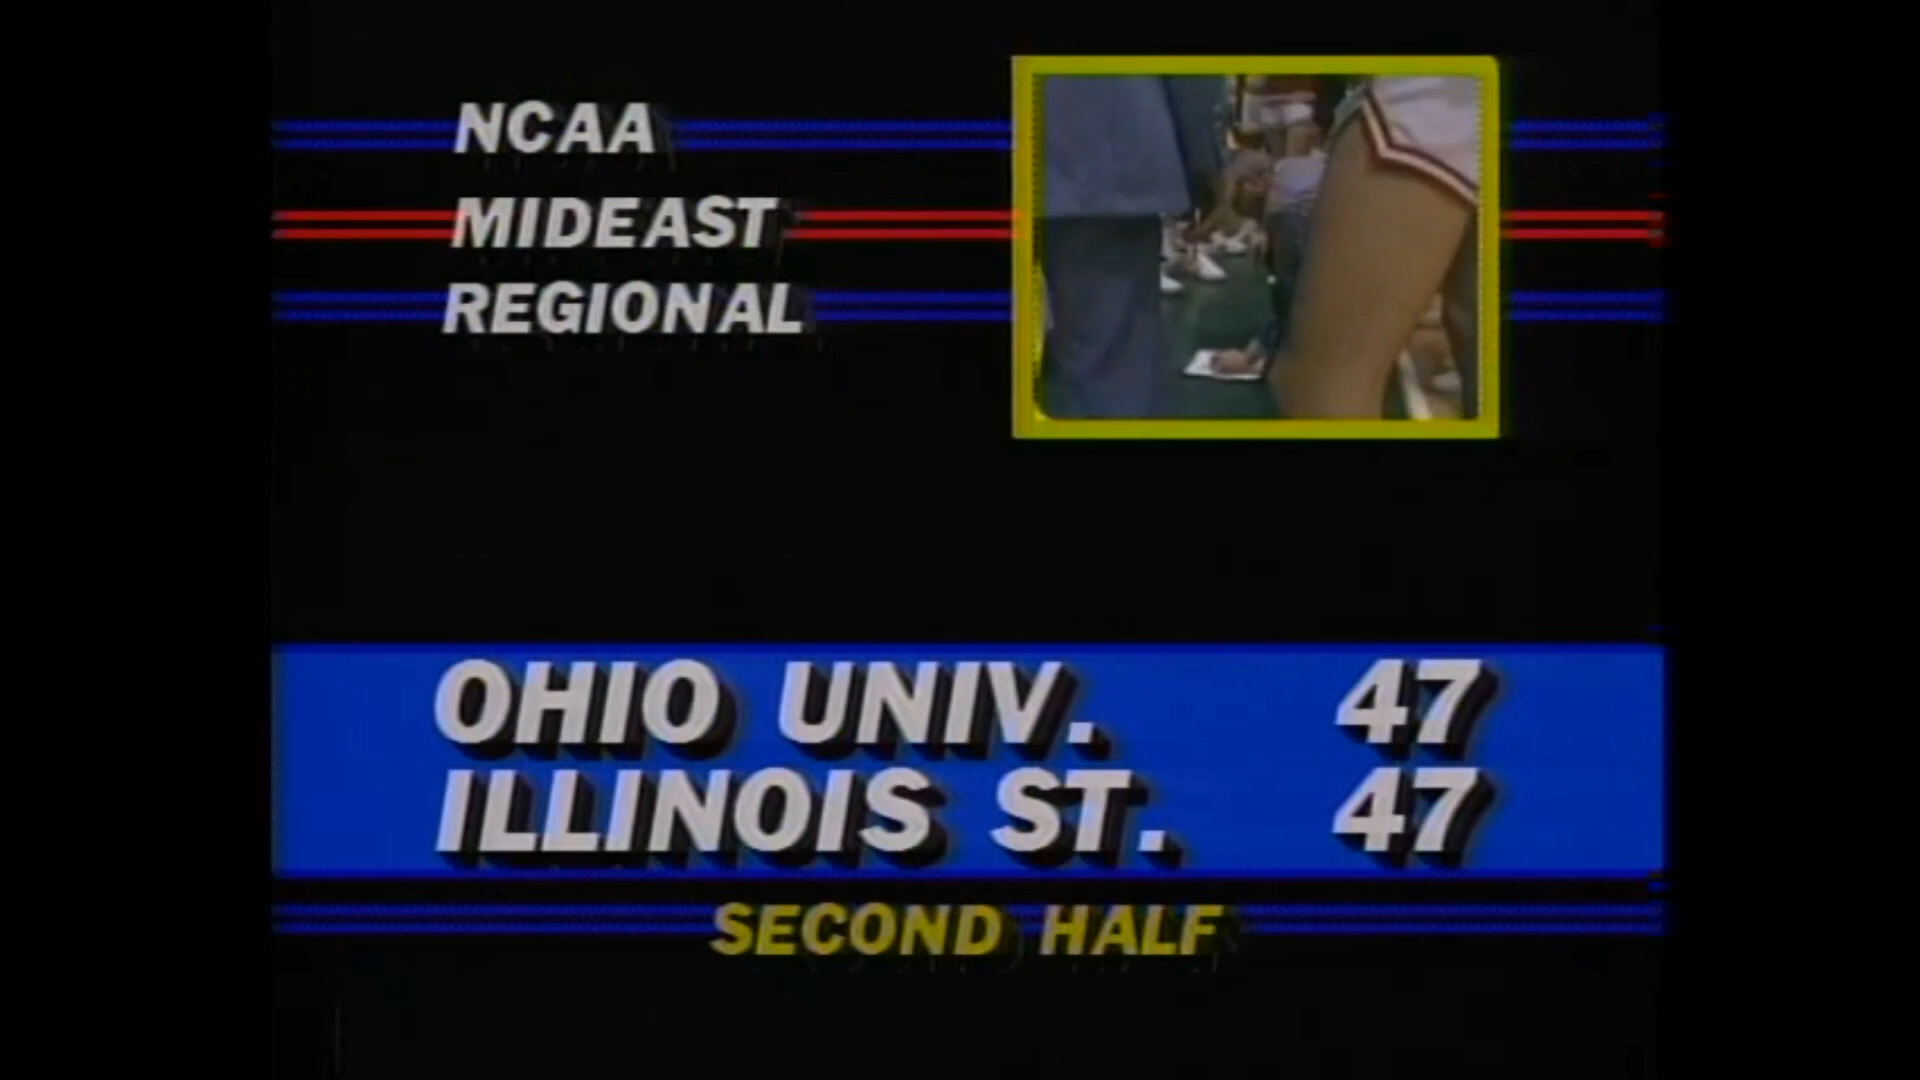 NCAA
MIDEAST
REGIONAL
OHIO UNIV. 47
ILLINOIS ST. 47
SECOND HALF